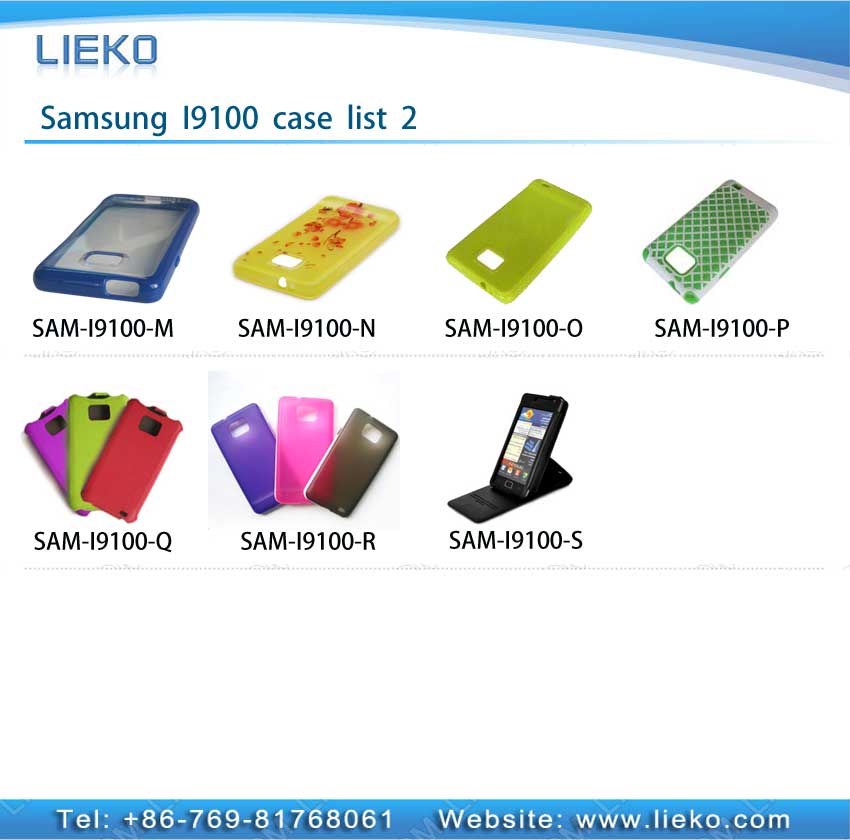 LIEKO
Samsung I9100 case list 2
SAM-I9100-M SAM-I9100-N SAM-I9100-O SAM-I9100-P
SAM-I9100-Q SAM-I9100-R SAM-I9100-S
Tel: +86-769-81768061 Website: www.lieko.com